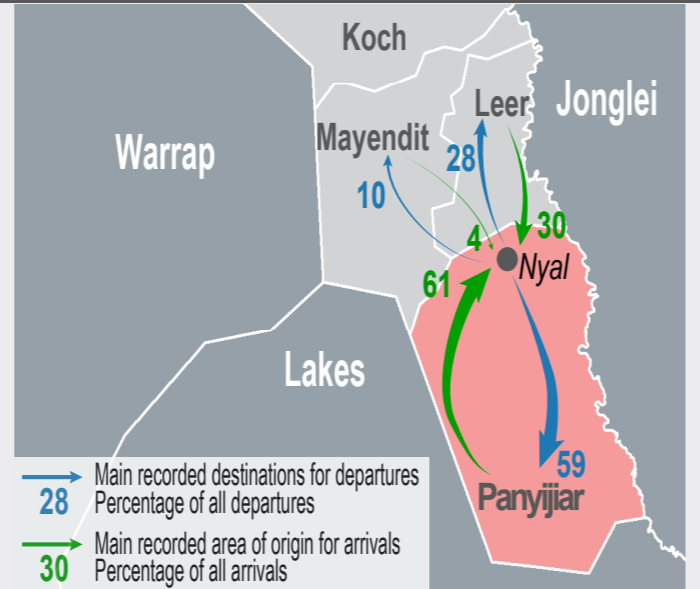 Koch
Leer
Jonglei
Mayendit
Warrap
28
10
30
4
Nyal
61
Lakes
59
Panyijiar
Main recorded destinations for departures
28 Percentage of all departures
Main recorded area of origin for arrivals
30 Percentage of all arrivals